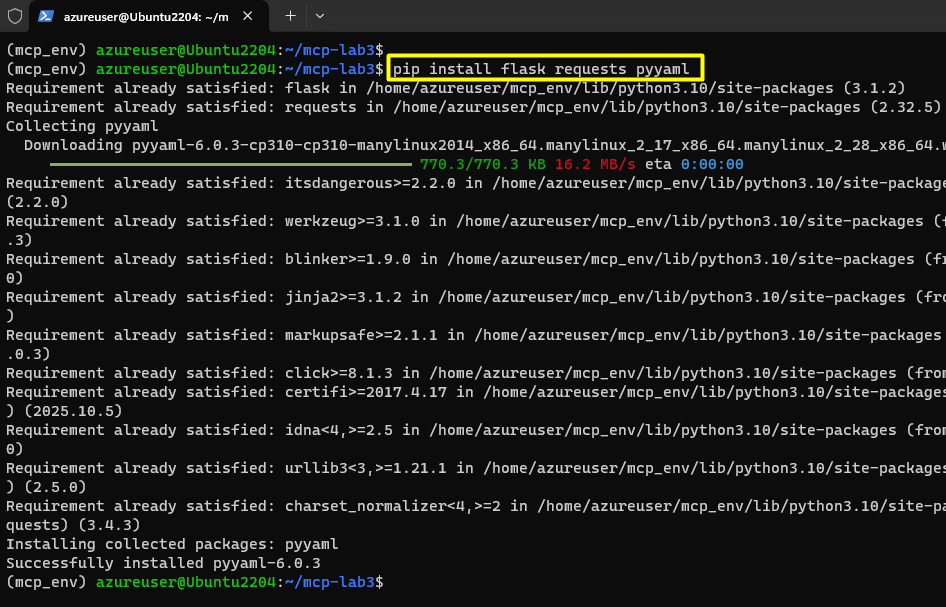 azureuser@Ubuntu2204: ~/m
(mcp_env) azureuser@Ubuntu2204:~/mcp-lab3$
(mcp_env) azureuser@Ubuntu2204:~/mcp-lab3$ pip install flask requests pyyaml
Requirement already satisfied: flask in /home/azureuser/mcp_env/lib/python3.10/site-packages (3.1.2)
Requirement already satisfied: requests in /home/azureuser/mcp_env/lib/python3.10/site-packages (2.32.5)
Collecting pyyaml
Downloading pyyaml-6.0.3-cp310-cp310-manylinux2014_x86_64.manylinux_2_17_x86_64.manylinux_2_28_x86_64.w
770.3/770.3 KB 16.2 MB/s eta 0:00:00
Requirement already satisfied: itsdangerous>=2.2.0 in /home/azureuser/mcp_env/lib/python3.10/site-package
(2.2.0)
Requirement already satisfied: werkzeug>=3.1.0 in /home/azureuser/mcp_env/lib/python3.10/site-packages (f
.3)
Requirement already satisfied: blinker>=1.9.0 in /home/azureuser/mcp_env/lib/python3.10/site-packages (fr
0)
Requirement already satisfied: jinja2>=3.1.2 in /home/azureuser/mcp_env/lib/python3.10/site-packages (fro
)
Requirement already satisfied: markupsafe>=2.1.1 in /home/azureuser/mcp_env/lib/python3.10/site-packages
.0.3)
Requirement already satisfied: click>=8.1.3 in /home/azureuser/mcp_env/lib/python3.10/site-packages (from
Requirement already satisfied: certifi>=2017.4.17 in /home/azureuser/mcp_env/lib/python3.10/site-packages
) (2025.10.5)
Requirement already satisfied: idna<4,>=2.5 in /home/azureuser/mcp_env/lib/python3.10/site-packages (from
0)
Requirement already satisfied: urllib3<3,>=1.21.1 in /home/azureuser/mcp_env/lib/python3.10/site-packages
) (2.5.0)
Requirement already satisfied: charset_normalizer<4,>=2 in /home/azureuser/mcp_env/lib/python3.10/site-pa
quests) (3.4.3)
Installing collected packages: pyyaml
Successfully installed pyyaml-6.0.3
(mcp_env) azureuser@Ubuntu2204:~/mcp-lab3$